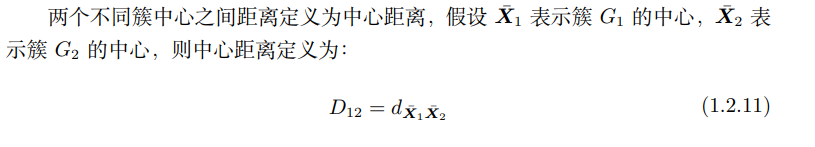 两个不同簇中心之间距离定义为中心距离，假设 X̄₁ 表示簇 G₁ 的中心，X̄₂ 表
示簇 G₂ 的中心，则中心距离定义为：
D₁₂ = d_{X̄₁X̄₂} (1.2.11)